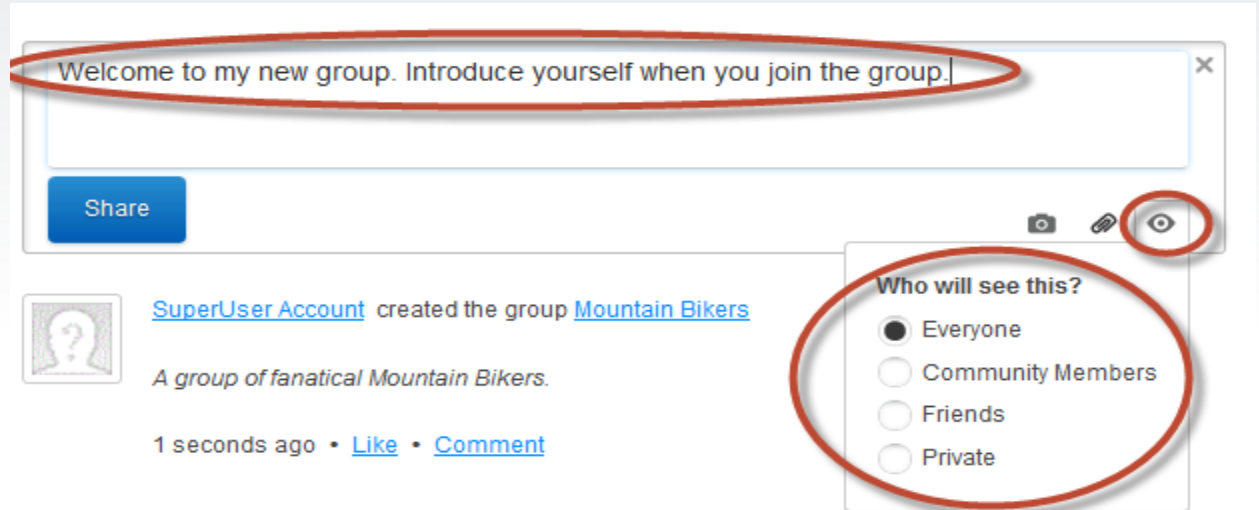 Welcome to my new group. Introduce yourself when you join the group.
Share
Who will see this?
Everyone
Community Members
Friends
Private
SuperUser Account created the group Mountain Bikers
A group of fanatical Mountain Bikers.
1 seconds ago • Like • Comment